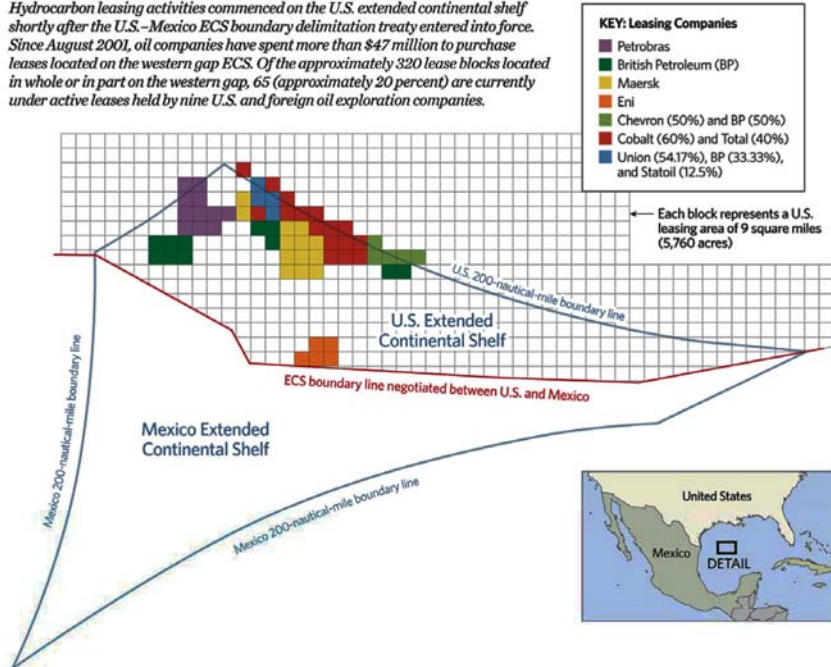 Hydrocarbon leasing activities commenced on the U.S. extended continental shelf
shortly after the U.S.–Mexico ECS boundary delimitation treaty entered into force.
Since August 2001, oil companies have spent more than $47 million to purchase
leases located on the western gap ECS. Of the approximately 320 lease blocks located
in whole or in part on the western gap, 65 (approximately 20 percent) are currently
under active leases held by nine U.S. and foreign oil exploration companies.
KEY: Leasing Companies
Petrobras
British Petroleum (BP)
Maersk
Eni
Chevron (50%) and BP (50%)
Cobalt (60%) and Total (40%)
Union (54.17%), BP (33.33%),
and Statoil (12.5%)
Each block represents a U.S.
leasing area of 9 square miles
(5,760 acres)
U.S. 200-nautical-mile boundary line
U.S. Extended
Continental Shelf
ECS boundary line negotiated between U.S. and Mexico
Mexico Extended
Continental Shelf
Mexico 200-nautical-mile boundary line
Mexico 200-nautical-mile boundary line
United States
Mexico
DETAIL